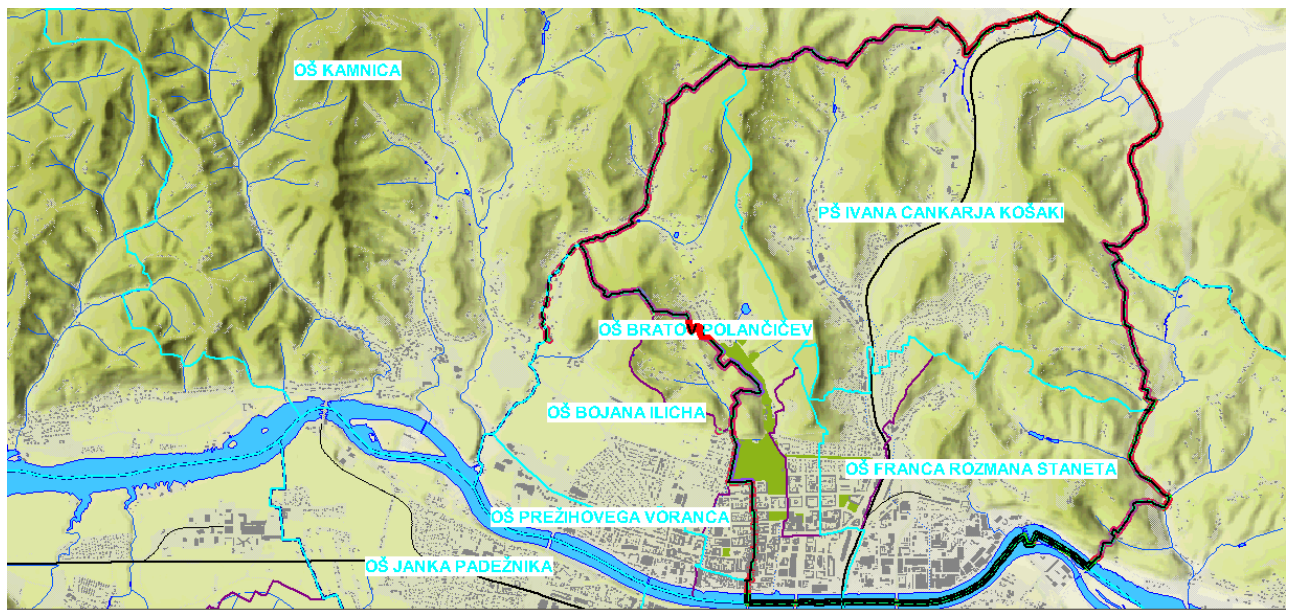 OŠ KAMNICA
PŠ IVANA CANKARJA KOŠAKI
OŠ BRATOV POLANČIČEV
OŠ BOJANA ILICHA
OŠ FRANCA ROZMANA STANETA
OŠ PREŽIHOVEGA VORANCA
OŠ JANKA PADEŽNIKA